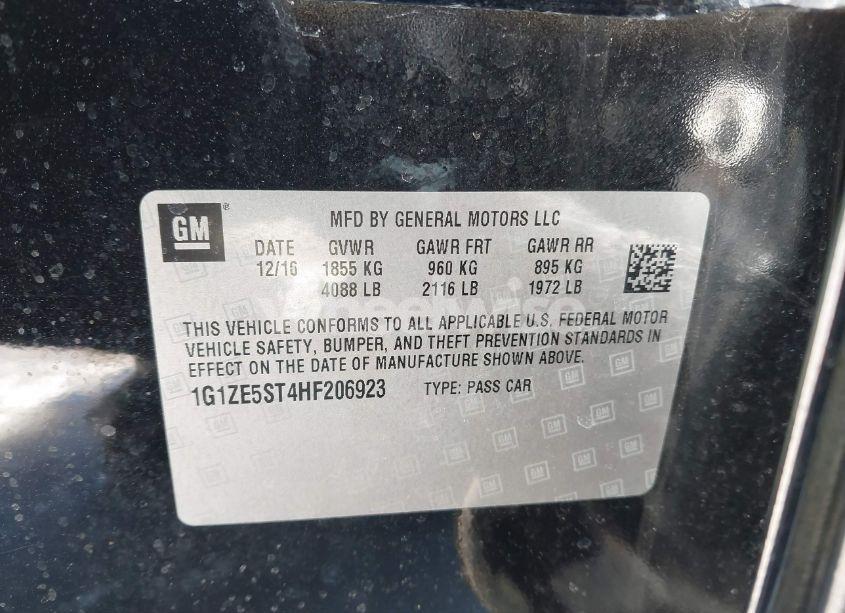 GM ®
MFD BY GENERAL MOTORS LLC
DATE GVWR GAWR FRT GAWR RR
12/16 1855 KG 960 KG 895 KG
4088 LB 2116 LB 1972 LB
THIS VEHICLE CONFORMS TO ALL APPLICABLE U.S. FEDERAL MOTOR
VEHICLE SAFETY, BUMPER, AND THEFT PREVENTION STANDARDS IN
EFFECT ON THE DATE OF MANUFACTURE SHOWN ABOVE.
1G1ZE5ST4HF206923 TYPE: PASS CAR